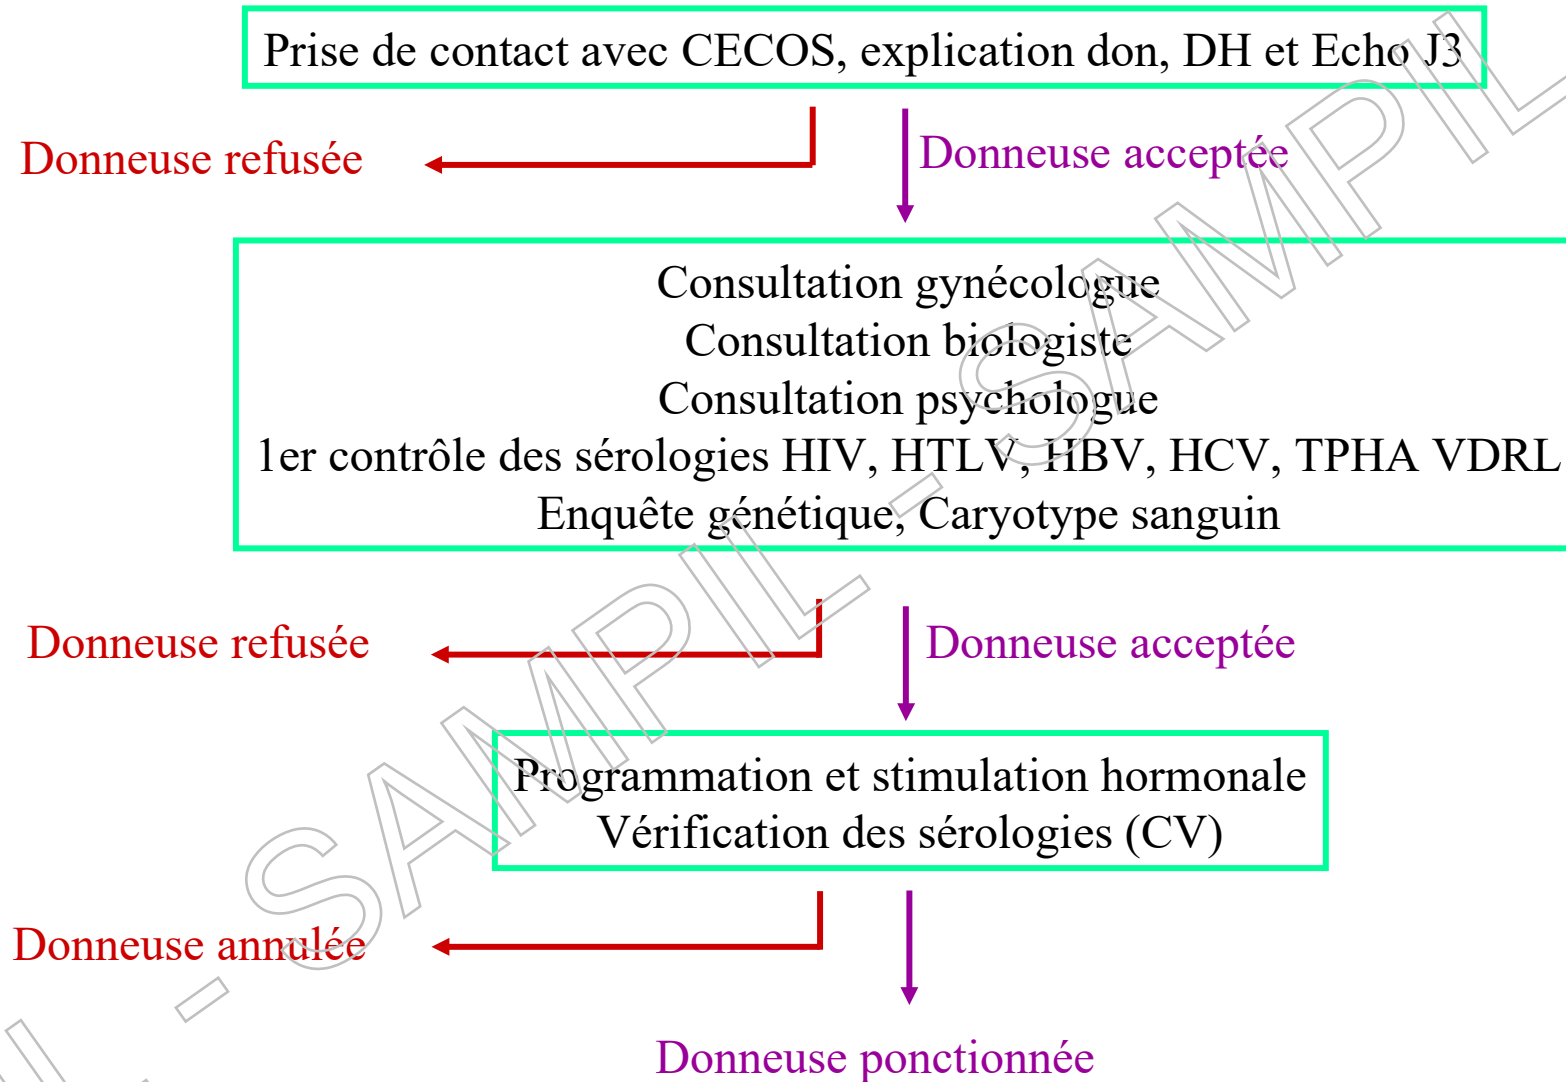 Prise de contact avec CECOS, explication don, DH et Echo J3
Donneuse refusée
Donneuse acceptée
Consultation gynécologue
Consultation biologiste
Consultation psychologue
1er contrôle des sérologies HIV, HTLV, HBV, HCV, TPHA VDRL
Enquête génétique, Caryotype sanguin
Donneuse refusée
Donneuse acceptée
Programmation et stimulation hormonale
Vérification des sérologies (CV)
Donneuse annulée
Donneuse ponctionnée
IL - SAMPIL - SAMPIL